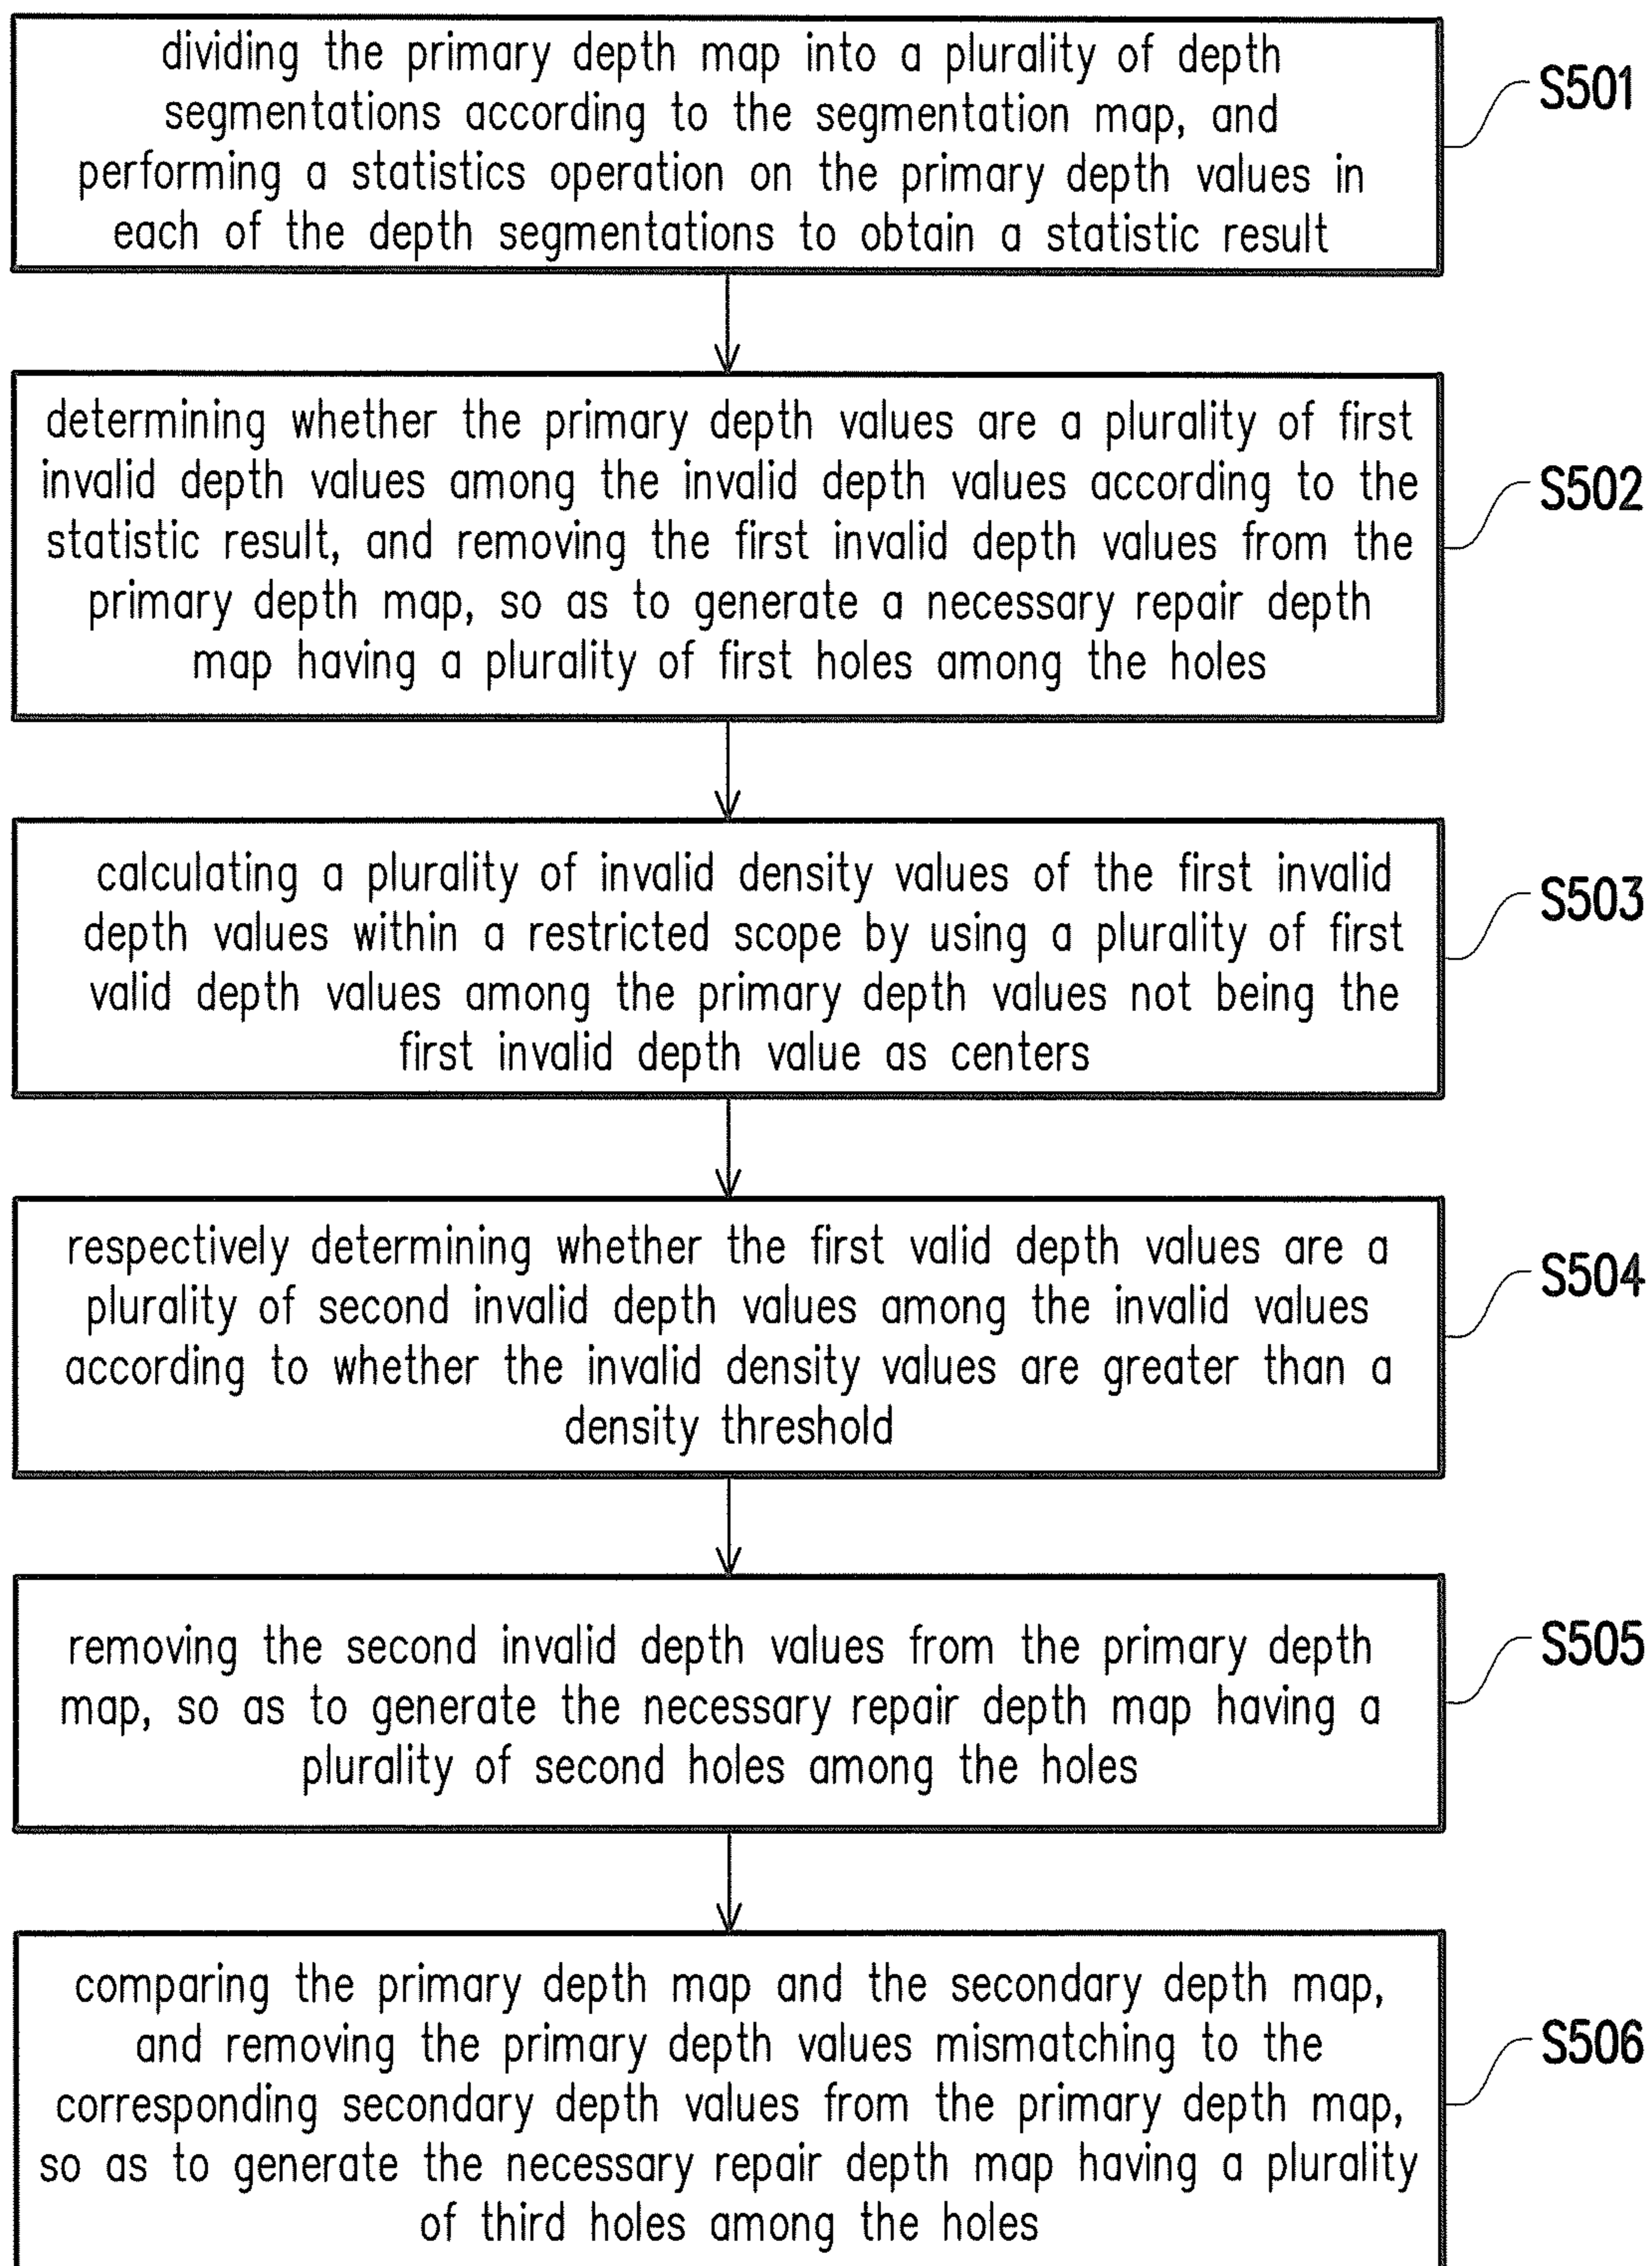 dividing the primary depth map into a plurality of depth
segmentations according to the segmentation map, and
performing a statistics operation on the primary depth values in
each of the depth segmentations to obtain a statistic result
S501
determining whether the primary depth values are a plurality of first
invalid depth values among the invalid depth values according to the
statistic result, and removing the first invalid depth values from the
primary depth map, so as to generate a necessary repair depth
map having a plurality of first holes among the holes
S502
calculating a plurality of invalid density values of the first invalid
depth values within a restricted scope by using a plurality of first
valid depth values among the primary depth values not being the
first invalid depth value as centers
S503
respectively determining whether the first valid depth values are a
plurality of second invalid depth values among the invalid values
according to whether the invalid density values are greater than a
density threshold
S504
removing the second invalid depth values from the primary depth
map, so as to generate the necessary repair depth map having a
plurality of second holes among the holes
S505
comparing the primary depth map and the secondary depth map,
and removing the primary depth values mismatching to the
corresponding secondary depth values from the primary depth map,
so as to generate the necessary repair depth map having a plurality
of third holes among the holes
S506